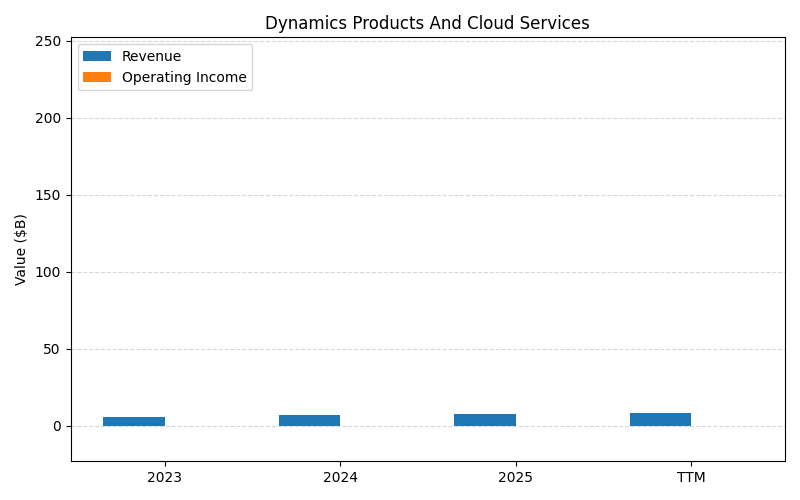 Dynamics Products And Cloud Services
Revenue
Operating Income
Value ($B)
250
200
150
100
50
0
2023
2024
2025
TTM